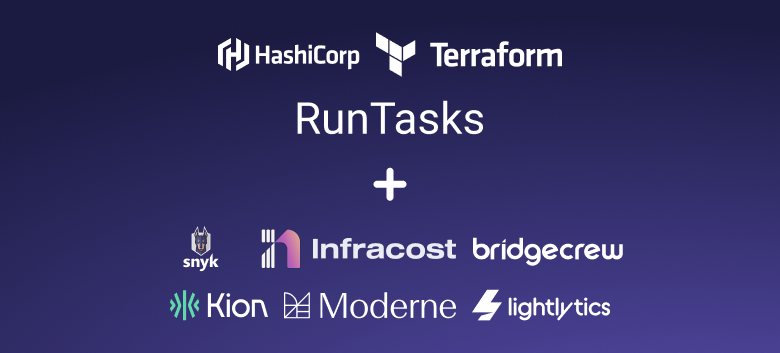 HashiCorp Terraform
RunTasks
+
snyk Infracost bridgecrew
Kion Moderne lightlytics